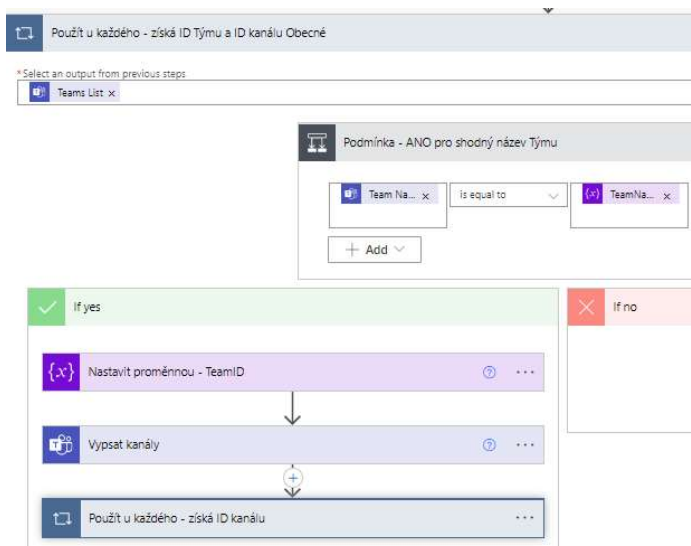 Použít u každého - získá ID Týmu a ID kanálu Obecné
* Select an output from previous steps
Teams List x
Podmínka - ANO pro shodný název Týmu
Team Na... x is equal to {x} TeamNa... x
+ Add
If yes
If no
{x} Nastavit proměnnou - TeamID
Vypsat kanály
Použít u každého - získá ID kanálu